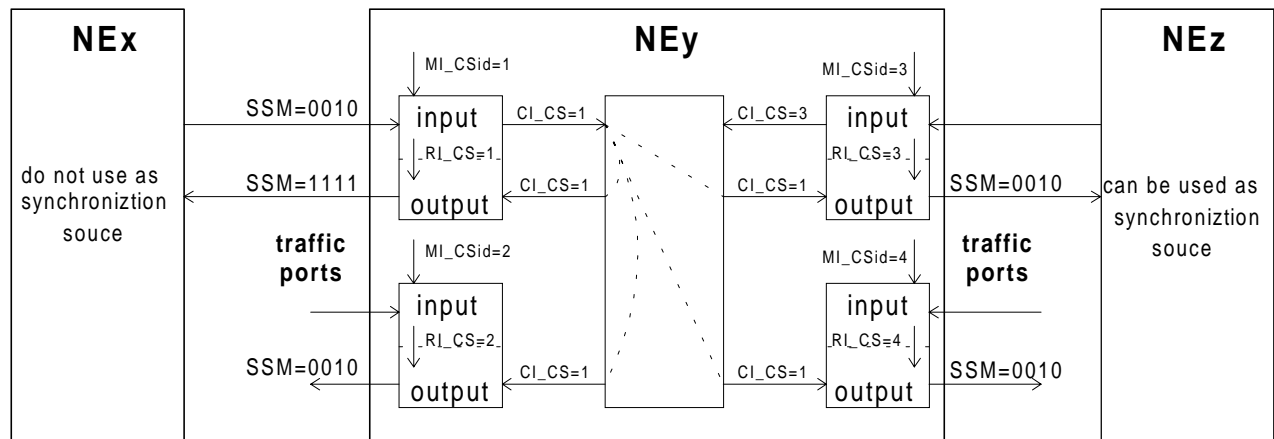 NEx
NEy
NEz
MI_CSid=1
MI_CSid=3
SSM=0010
input
CI_CS=1
CI_CS=3
input
RI_CS=1
RI_CS=3
do not use as
synchroniztion
souce
SSM=1111
output
CI_CS=1
CI_CS=1
output
SSM=0010
can be used as
synchroniztion
souce
traffic
ports
MI_CSid=2
MI_CSid=4
traffic
ports
input
input
RI_CS=2
RI_CS=4
SSM=0010
output
CI_CS=1
CI_CS=1
output
SSM=0010